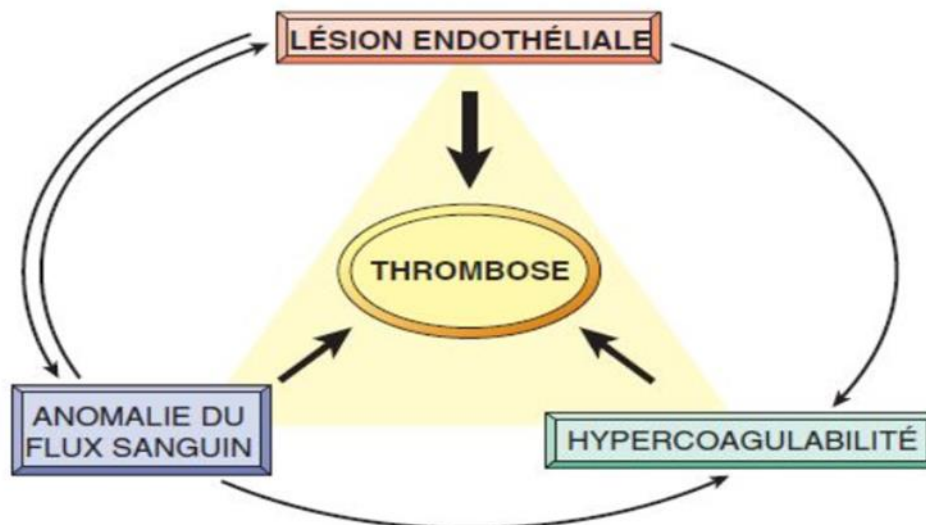 LÉSION ENDOTHÉLIALE
THROMBOSE
ANOMALIE DU
FLUX SANGUIN
HYPERCOAGULABILITÉ